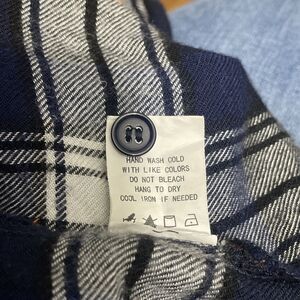 HAND WASH COLD
WITH LIKE COLORS
DO NOT BLEACH
HANG TO DRY
COOL IRON IF NEEDED